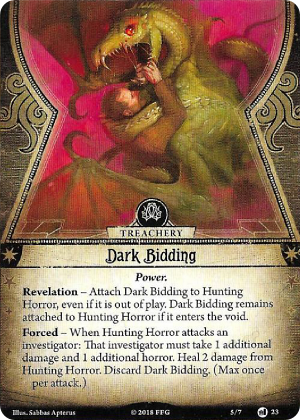 TREACHERY
Dark Bidding
Power.
Revelation – Attach Dark Bidding to Hunting
Horror, even if it is out of play. Dark Bidding remains
attached to Hunting Horror if it enters the void.
Forced – When Hunting Horror attacks an
investigator: That investigator must take 1 additional
damage and 1 additional horror. Heal 2 damage from
Hunting Horror. Discard Dark Bidding. (Max once
per attack.)
Illus. Sabbas Apterus © 2018 FFG 5/7 23